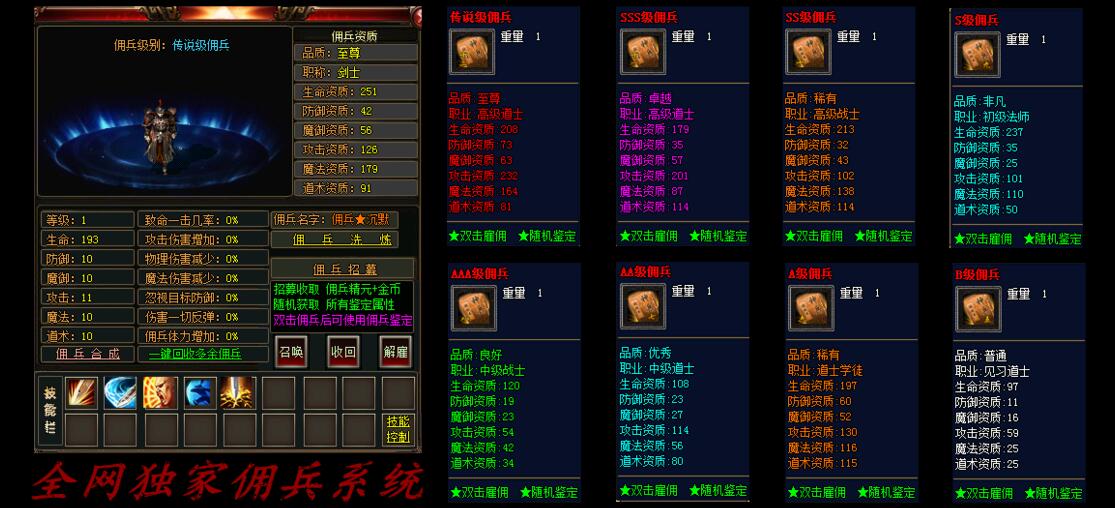 佣兵级别：传说级佣兵
佣兵资质
品质：至尊
职称：剑士
生命资质：251
防御资质：42
魔御资质：56
攻击资质：126
魔法资质：179
道术资质：91
等级：1
生命：193
防御：10
魔御：10
攻击：11
魔法：10
道术：10
佣兵合成
致命一击几率：0%
攻击伤害增加：0%
物理伤害减少：0%
魔法伤害减少：0%
忽视目标防御：0%
伤害一切反弹：0%
佣兵体力增加：0%
一键回收多余佣兵
佣兵名字：佣兵★沉默
佣兵洗炼
佣兵招募
招募收取 佣兵精元+金币
随机获取 所有鉴定属性
双击佣兵后可使用佣兵鉴定
召唤 收回 解雇
技能栏
技能控制
全网独家佣兵系统
传说级佣兵
重量 1
品质:至尊
职业:高级道士
生命资质:208
防御资质:73
魔御资质:63
攻击资质:232
魔法资质:164
道术资质:81
★双击雇佣 ★随机鉴定
SSS级佣兵
重量 1
品质:卓越
职业:高级道士
生命资质:179
防御资质:35
魔御资质:57
攻击资质:201
魔法资质:87
道术资质:114
★双击雇佣 ★随机鉴定
SS级佣兵
重量 1
品质:稀有
职业:高级战士
生命资质:213
防御资质:32
魔御资质:43
攻击资质:102
魔法资质:138
道术资质:114
★双击雇佣 ★随机鉴定
S级佣兵
重量 1
品质:非凡
职业:初级法师
生命资质:237
防御资质:35
魔御资质:25
攻击资质:101
魔法资质:110
道术资质:50
★双击雇佣 ★随机鉴定
AAA级佣兵
重量 1
品质:良好
职业:中级战士
生命资质:120
防御资质:19
魔御资质:23
攻击资质:54
魔法资质:42
道术资质:34
★双击雇佣 ★随机鉴定
AA级佣兵
重量 1
品质:优秀
职业:中级道士
生命资质:108
防御资质:23
魔御资质:27
攻击资质:114
魔法资质:56
道术资质:80
★双击雇佣 ★随机鉴定
A级佣兵
重量 1
品质:稀有
职业:道士学徒
生命资质:197
防御资质:60
魔御资质:52
攻击资质:130
魔法资质:116
道术资质:115
★双击雇佣 ★随机鉴定
B级佣兵
重量 1
品质:普通
职业:见习道士
生命资质:97
防御资质:11
魔御资质:16
攻击资质:59
魔法资质:25
道术资质:25
★双击雇佣 ★随机鉴定